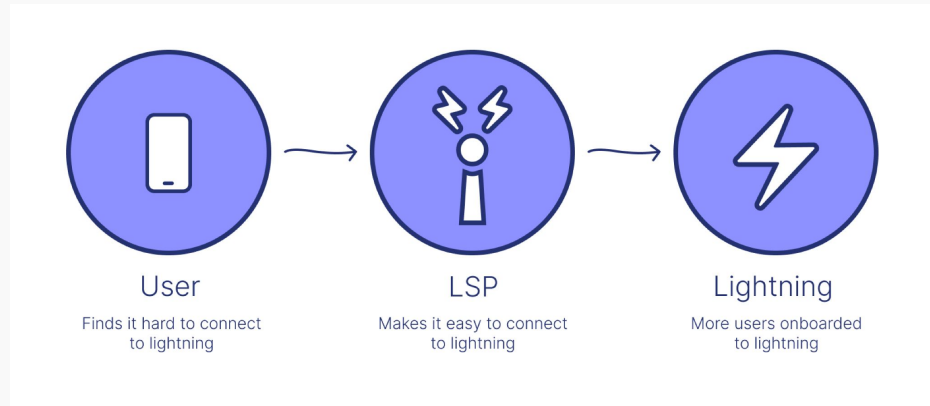 User
Finds it hard to connect
to lightning
LSP
Makes it easy to connect
to lightning
Lightning
More users onboarded
to lightning